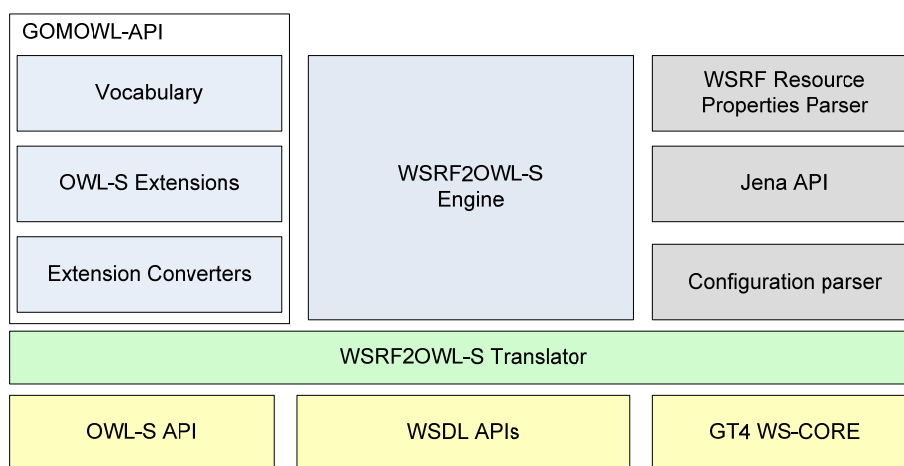 GOMOWL-API
Vocabulary
OWL-S Extensions
Extension Converters
WSRF2OWL-S
Engine
WSRF Resource
Properties Parser
Jena API
Configuration parser
WSRF2OWL-S Translator
OWL-S API
WSDL APIs
GT4 WS-CORE